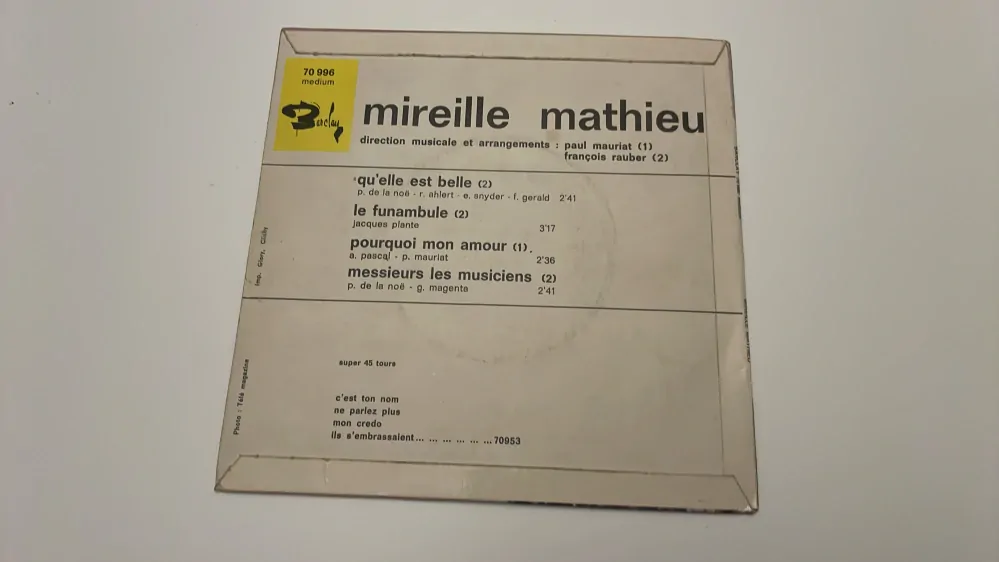 70 996
medium
Barclay
mireille mathieu
direction musicale et arrangements : paul mauriat (1)
françois rauber (2)
qu'elle est belle (2)
p. de la noë - r. ahlert - e. snyder - f. gerald 2'41
le funambule (2)
jacques plante 3'17
pourquoi mon amour (1)
a. pascal - p. mauriat 2'36
messieurs les musiciens (2)
p. de la noë - g. magenta 2'41
Imp. Glory, Clichy
super 45 tours
Photo : Télé magazine
c'est ton nom
ne parlez plus
mon credo
ils s'embrassaient... ... ... ... ... ...70953